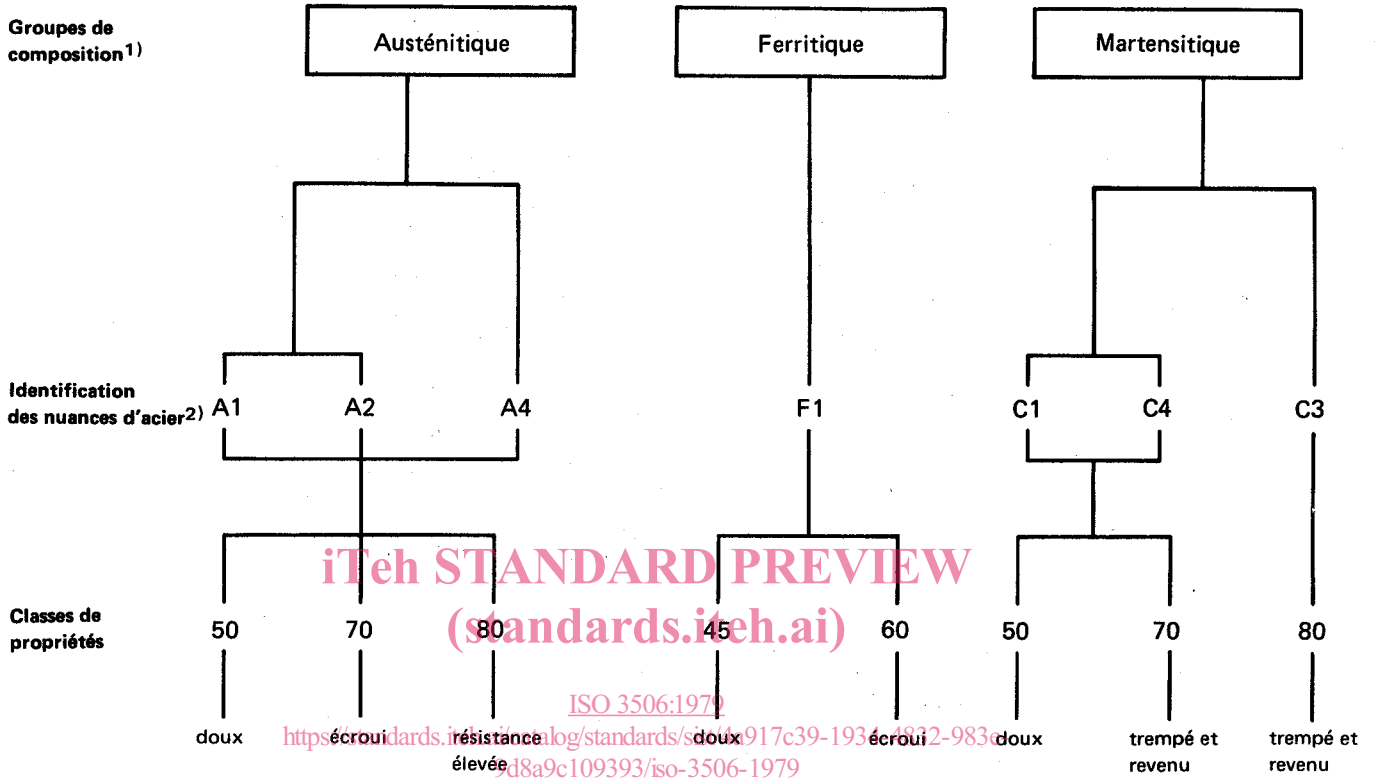 Groupes de
composition1)
Austénitique
Ferritique
Martensitique
Identification
des nuances d'acier2)
A1
A2
A4
F1
C1
C4
C3
iTeh STANDARD PREVIEW
(standards.iteh.ai)
Classes de
propriétés
50
70
80
45
60
50
70
80
ISO 3506:1979
doux
écroui
résistance
élevée
doux
écroui
doux
trempé et
revenu
trempé et
revenu
9d8a9c109393/iso-3506-1979